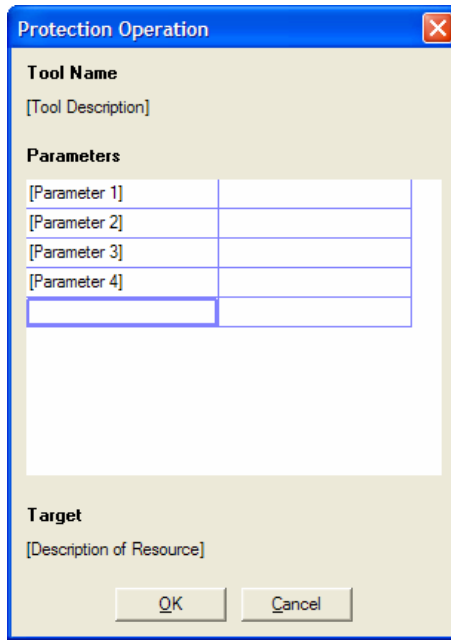 Protection Operation
Tool Name
[Tool Description]
Parameters
[Parameter 1]
[Parameter 2]
[Parameter 3]
[Parameter 4]
Target
[Description of Resource]
OK Cancel